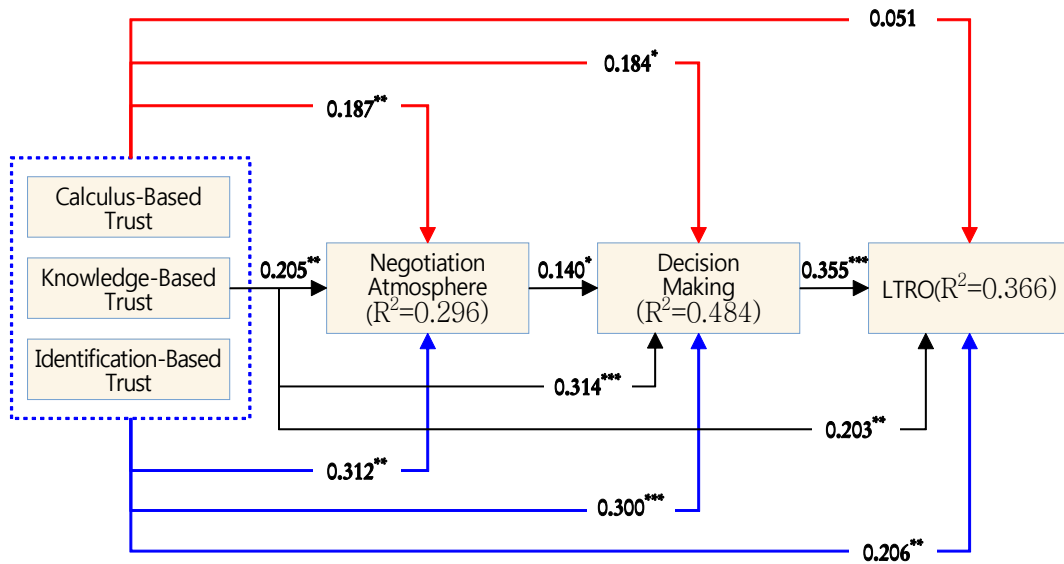 0.051
0.184*
0.187**
Calculus-Based
Trust
Knowledge-Based
Trust
Identification-Based
Trust
0.205**
Negotiation
Atmosphere
(R²=0.296)
0.140*
Decision
Making
(R²=0.484)
0.355***
LTRO(R²=0.366)
0.314***
0.203**
0.312**
0.300***
0.206**